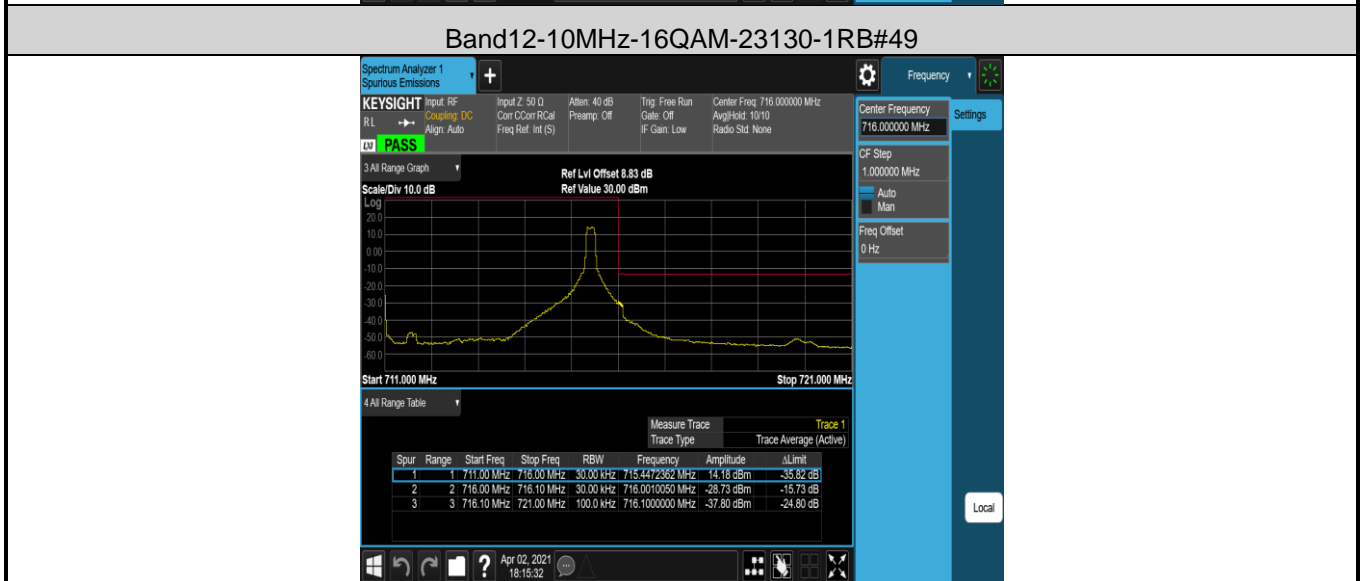 Band12-10MHz-16QAM-23130-1RB#49
Spectrum Analyzer 1
Spurious Emissions
+
Frequency
KEYSIGHT
RL
LXI PASS
Input: RF
Coupling: DC
Align: Auto
Input Z: 50 Ω
Corr CCorr RCal
Freq Ref: Int (S)
Atten: 40 dB
Preamp: Off
Trig: Free Run
Gate: Off
IF Gain: Low
Center Freq: 716.000000 MHz
Avg|Hold: 10/10
Radio Std: None
Center Frequency
716.000000 MHz
Settings
CF Step
1.000000 MHz
Auto
Man
Freq Offset
0 Hz
3 All Range Graph
Ref Lvl Offset 8.83 dB
Scale/Div 10.0 dB
Ref Value 30.00 dBm
Log
20.0
10.0
0.00
-10.0
-20.0
-30.0
-40.0
-50.0
-60.0
Start 711.000 MHz
Stop 721.000 MHz
4 All Range Table
Measure Trace Trace 1
Trace Type Trace Average (Active)
Spur Range Start Freq Stop Freq RBW Frequency Amplitude ΔLimit
1 1 711.00 MHz 716.00 MHz 30.00 kHz 715.4472362 MHz 14.18 dBm -35.82 dB
2 2 716.00 MHz 716.10 MHz 30.00 kHz 716.0010050 MHz -28.73 dBm -15.73 dB
3 3 716.10 MHz 721.00 MHz 100.0 kHz 716.1000000 MHz -37.80 dBm -24.80 dB
Local
?
Apr 02, 2021
18:15:32